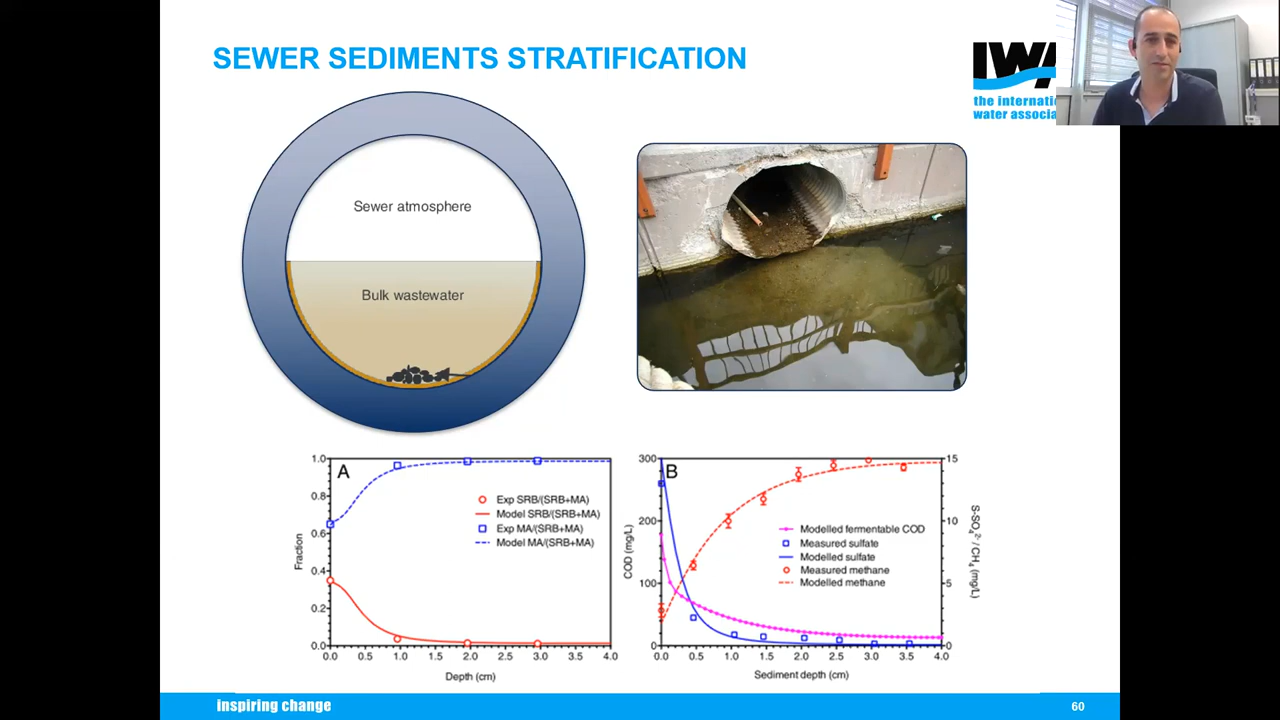 SEWER SEDIMENTS STRATIFICATION
IWA
the internati
water associa
Sewer atmosphere
Bulk wastewater
A
1.0
0.8
0.6
0.4
0.2
0.0
Fraction
Exp SRB/(SRB+MA)
Model SRB/(SRB+MA)
Exp MA/(SRB+MA)
Model MA/(SRB+MA)
0.0 0.5 1.0 1.5 2.0 2.5 3.0 3.5 4.0
Depth (cm)
B
300
200
100
0
COD (mg/L)
Modelled fermentable COD
Measured sulfate
Modelled sulfate
Measured methane
Modelled methane
15
10
5
0
S-SO₄²⁻/ CH₄ (mg/L)
0.0 0.5 1.0 1.5 2.0 2.5 3.0 3.5 4.0
Sediment depth (cm)
inspiring change
60